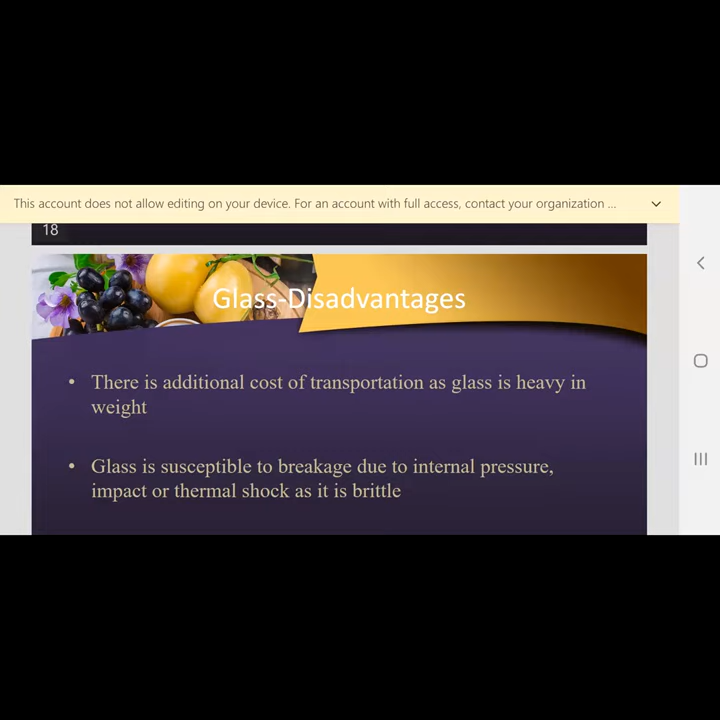 This account does not allow editing on your device. For an account with full access, contact your organization ...
18
Glass-Disadvantages
• There is additional cost of transportation as glass is heavy in
weight
• Glass is susceptible to breakage due to internal pressure,
impact or thermal shock as it is brittle